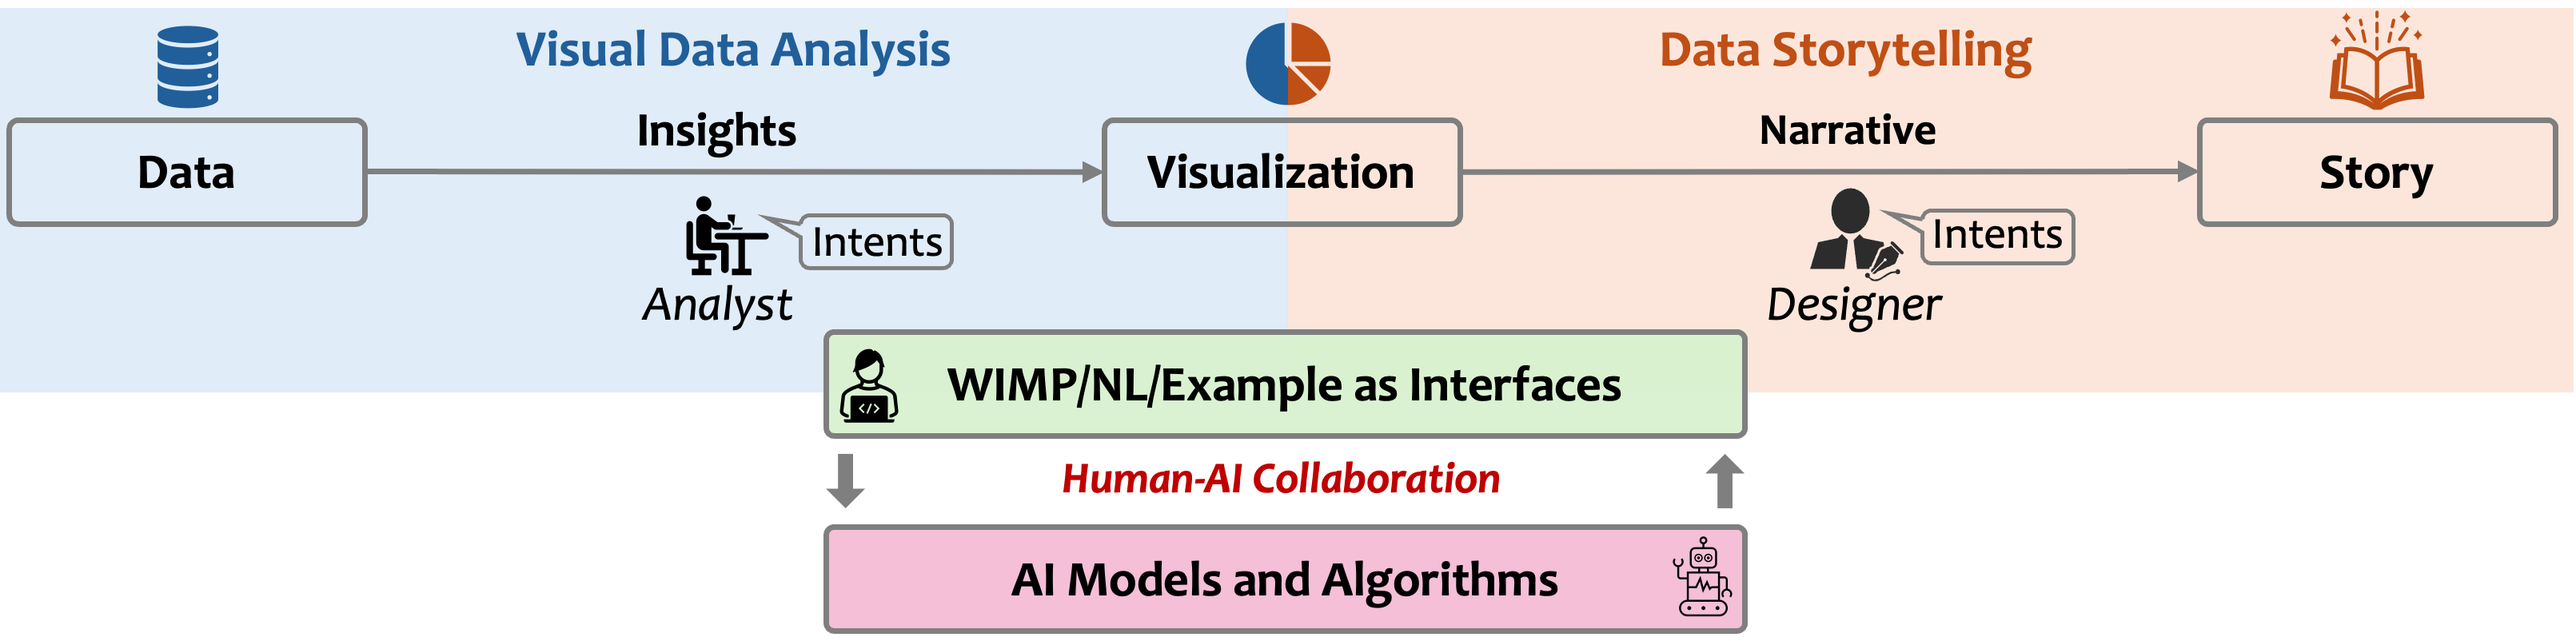 Visual Data Analysis
Data Storytelling
Data
Insights
Visualization
Narrative
Story
Intents
Analyst
Intents
Designer
WIMP/NL/Example as Interfaces
</>
Human-AI Collaboration
AI Models and Algorithms